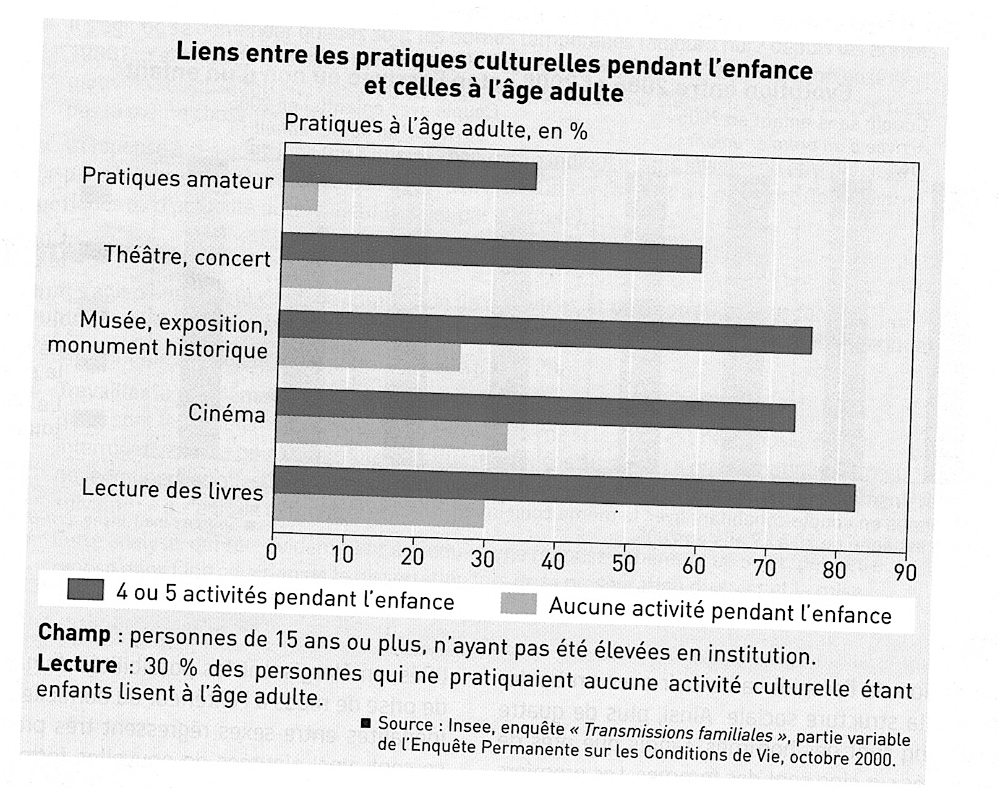 Liens entre les pratiques culturelles pendant l'enfance
et celles à l'âge adulte
Pratiques à l'âge adulte, en %
Pratiques amateur
Théâtre, concert
Musée, exposition,
monument historique
Cinéma
Lecture des livres
0 10 20 30 40 50 60 70 80 90
4 ou 5 activités pendant l'enfance
Aucune activité pendant l'enfance
Champ : personnes de 15 ans ou plus, n'ayant pas été élevées en institution.
Lecture : 30 % des personnes qui ne pratiquaient aucune activité culturelle étant
enfants lisent à l'âge adulte.
■ Source : Insee, enquête « Transmissions familiales », partie variable
de l'Enquête Permanente sur les Conditions de Vie, octobre 2000.